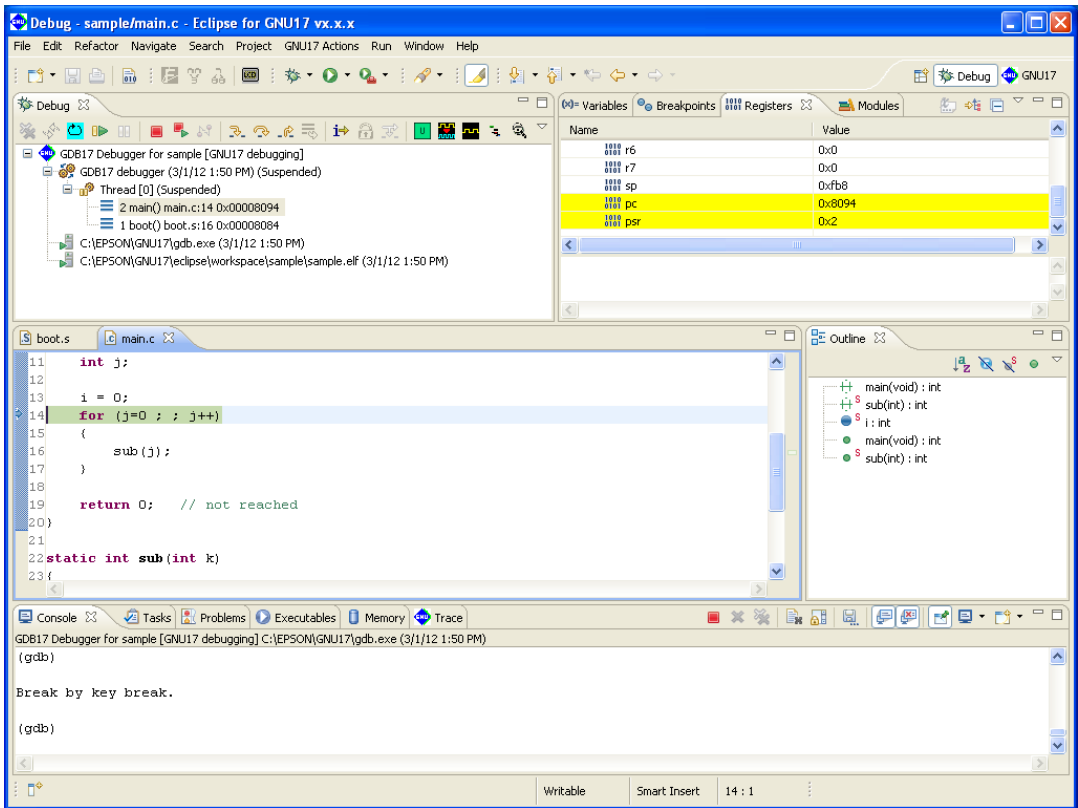 Debug - sample/main.c - Eclipse for GNU17 vx.x.x
File Edit Refactor Navigate Search Project GNU17 Actions Run Window Help
Debug GNU17
Debug
GDB17 Debugger for sample [GNU17 debugging]
GDB17 debugger (3/1/12 1:50 PM) (Suspended)
Thread [0] (Suspended)
2 main() main.c:14 0x00008094
1 boot() boot.s:16 0x00008084
C:\EPSON\GNU17\gdb.exe (3/1/12 1:50 PM)
C:\EPSON\GNU17\eclipse\workspace\sample\sample.elf (3/1/12 1:50 PM)
(x)= Variables Breakpoints Registers Modules
Name Value
r6 0x0
r7 0x0
sp 0xfb8
pc 0x8094
psr 0x2
boot.s main.c
11 int j;
12
13 i = 0;
14 for (j=0 ; ; j++)
15 {
16 sub(j);
17 }
18
19 return 0; // not reached
20 }
21
22 static int sub(int k)
23 {
Outline
main(void) : int
sub(int) : int
i : int
main(void) : int
sub(int) : int
Console Tasks Problems Executables Memory Trace
GDB17 Debugger for sample [GNU17 debugging] C:\EPSON\GNU17\gdb.exe (3/1/12 1:50 PM)
(gdb)
Break by key break.
(gdb)
Writable Smart Insert 14 : 1